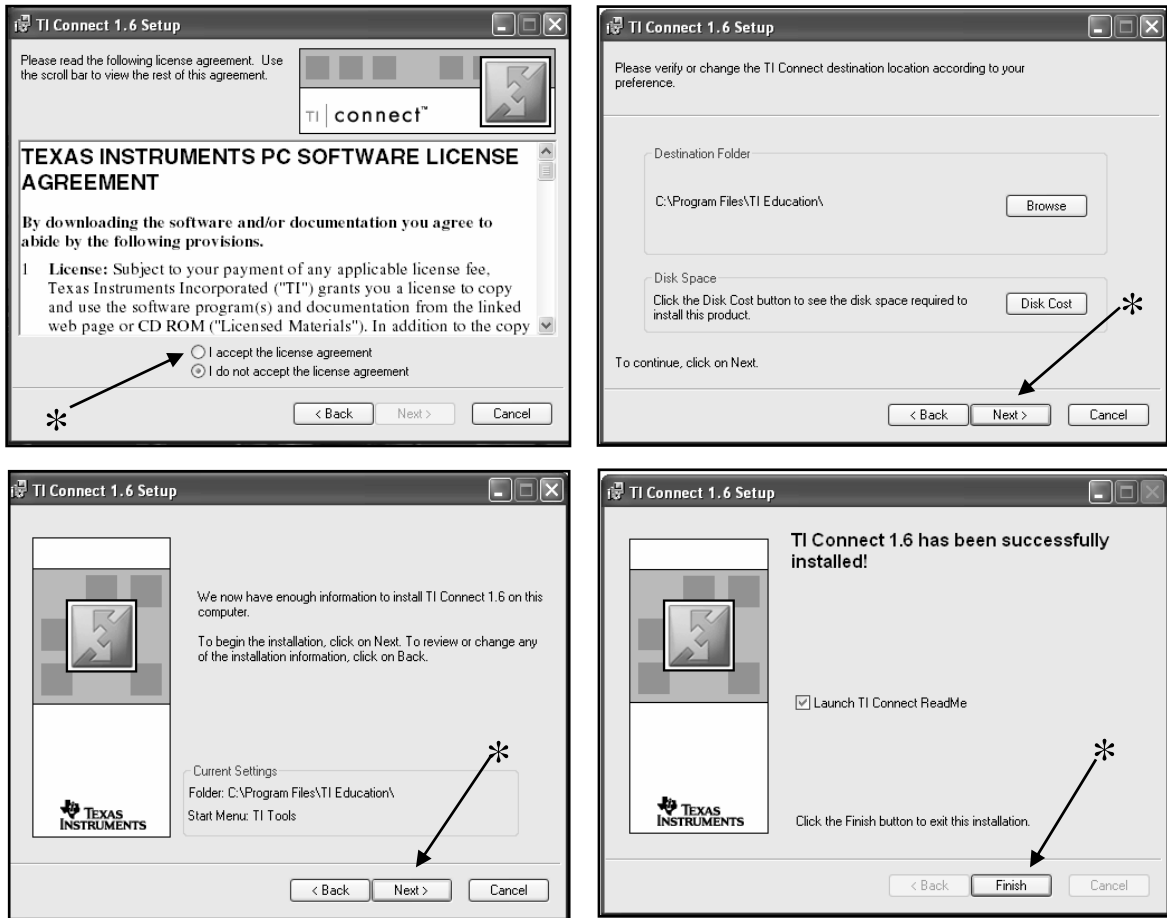 TI Connect 1.6 Setup
Please read the following license agreement. Use
the scroll bar to view the rest of this agreement.
TI connect™
TEXAS INSTRUMENTS PC SOFTWARE LICENSE
AGREEMENT
By downloading the software and/or documentation you agree to
abide by the following provisions.
1 License: Subject to your payment of any applicable license fee,
Texas Instruments Incorporated ("TI") grants you a license to copy
and use the software program(s) and documentation from the linked
web page or CD ROM ("Licensed Materials"). In addition to the copy
I accept the license agreement
I do not accept the license agreement
*
< Back Next > Cancel
TI Connect 1.6 Setup
Please verify or change the TI Connect destination location according to your
preference.
Destination Folder
C:\Program Files\TI Education\
Browse
Disk Space
Click the Disk Cost button to see the disk space required to
install this product.
Disk Cost
*
To continue, click on Next.
< Back Next > Cancel
TI Connect 1.6 Setup
We now have enough information to install TI Connect 1.6 on this
computer.
To begin the installation, click on Next. To review or change any
of the installation information, click on Back.
*
Current Settings
Folder: C:\Program Files\TI Education\
Start Menu: TI Tools
TEXAS
INSTRUMENTS
< Back Next > Cancel
TI Connect 1.6 Setup
TI Connect 1.6 has been successfully
installed!
Launch TI Connect ReadMe
*
TEXAS
INSTRUMENTS
Click the Finish button to exit this installation.
< Back Finish Cancel